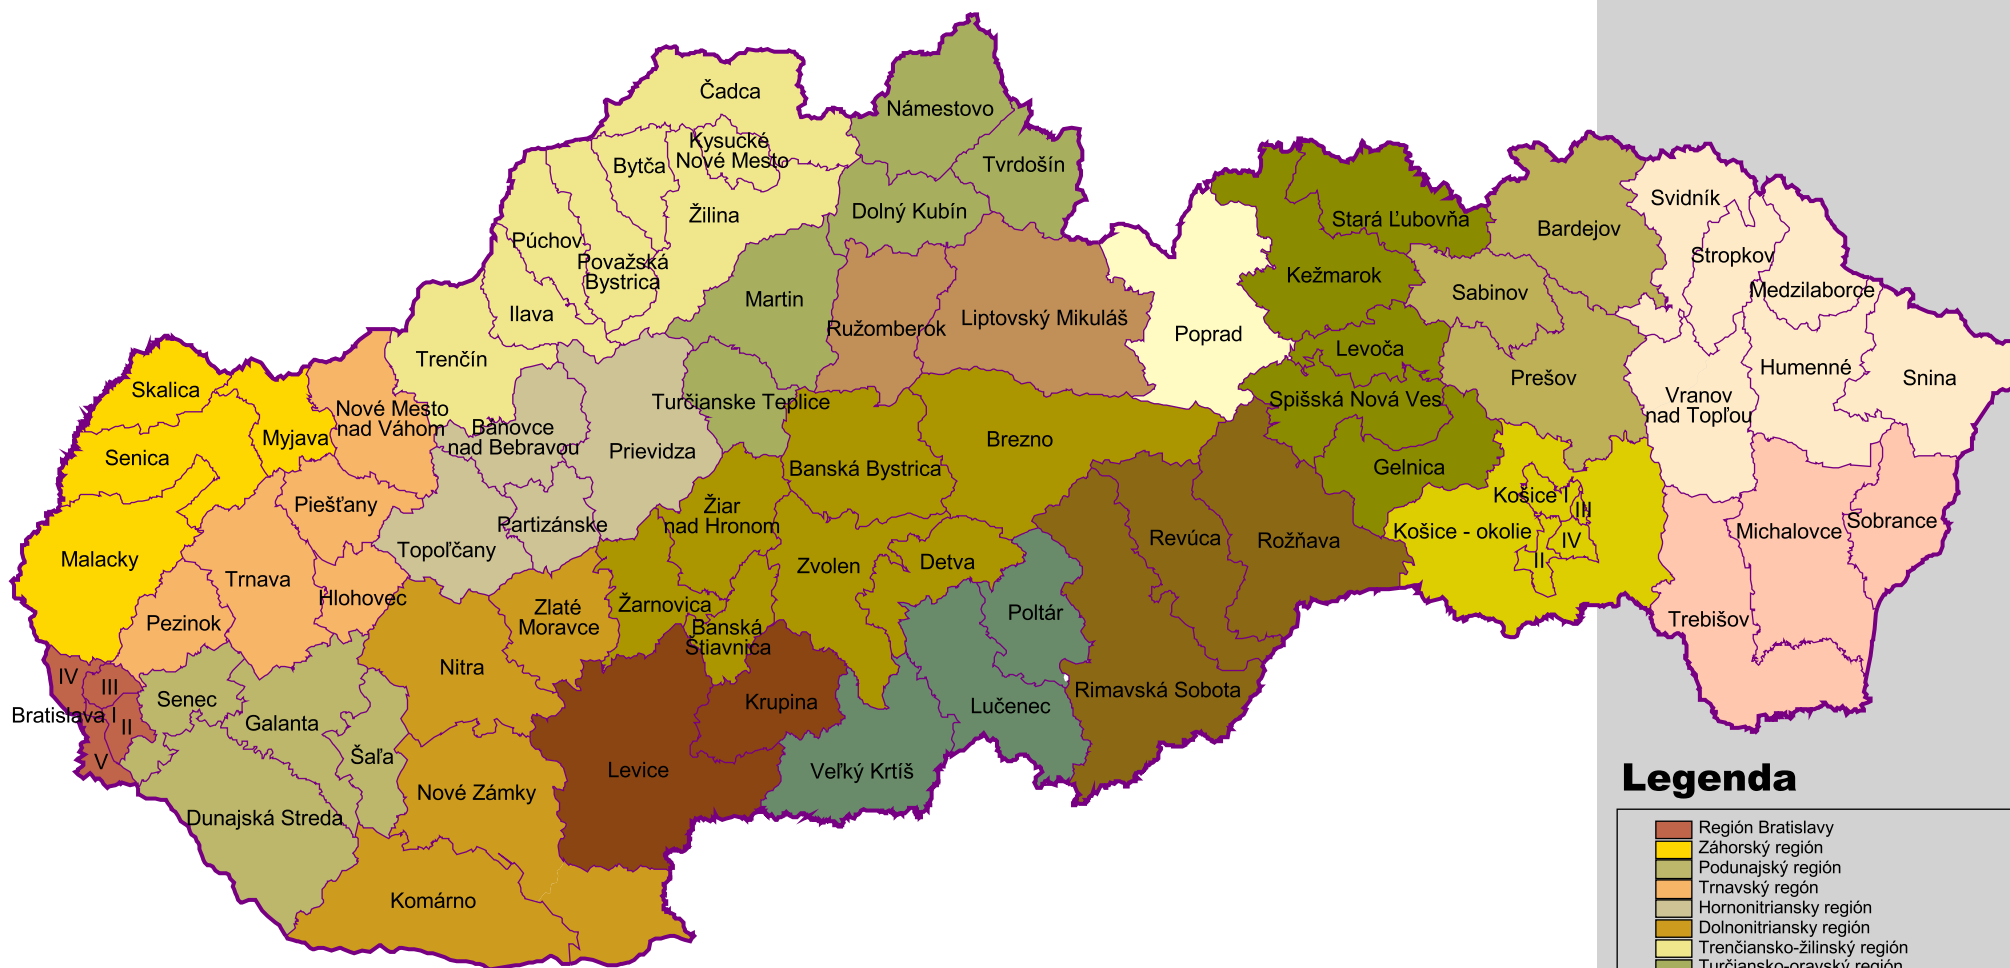 Čadca
Námestovo
Kysucké
Nové Mesto
Bytča
Tvrdošín
Žilina
Dolný Kubín
Svidník
Stará Ľubovňa
Bardejov
Púchov
Považská
Bystrica
Stropkov
Kežmarok
Sabinov
Medzilaborce
Martin
Ilava
Ružomberok
Liptovský Mikuláš
Poprad
Levoča
Trenčín
Humenné
Prešov
Snina
Skalica
Vranov
nad Topľou
Turčianske Teplice
Spišská Nová Ves
Nové Mesto
nad Váhom
Myjava
Bánovce
nad Bebravou
Brezno
Prievidza
Senica
Banská Bystrica
Gelnica
Piešťany
Žiar
nad Hronom
Košice I
III
Partizánske
Sobrance
Michalovce
Košice - okolie
Revúca
Rožňava
IV
Topoľčany
Malacky
II
Detva
Zvolen
Trnava
Hlohovec
Žarnovica
Zlaté
Moravce
Poltár
Pezinok
Banská
Štiavnica
Trebišov
Nitra
IV
III
Rimavská Sobota
Senec
Krupina
Lučenec
Bratislava I
II
Galanta
Šaľa
V
Levice
Veľký Krtíš
Nové Zámky
Dunajská Streda
Komárno
Legenda
Región Bratislavy
Záhorský región
Podunajský región
Trnavský regón
Hornonitriansky región
Dolnonitriansky región
Trenčiansko-žilinský región
Turčiansko-oravský región